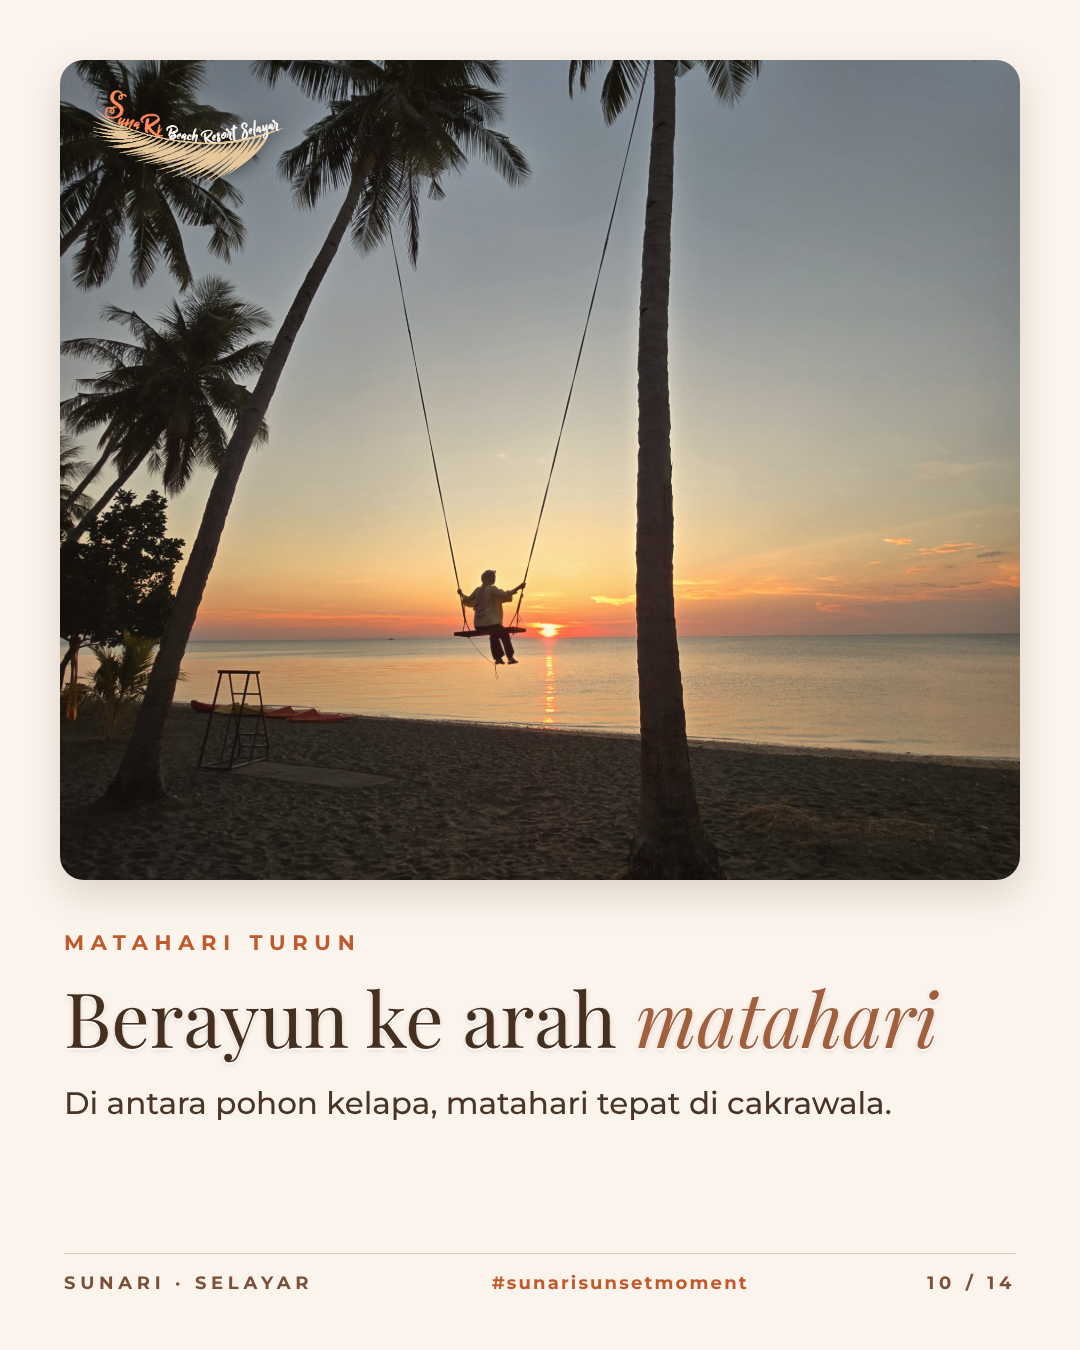 SunaRi Beach Resort Selayar
MATAHARI TURUN
Berayun ke arah matahari
Di antara pohon kelapa, matahari tepat di cakrawala.
SUNARI · SELAYAR
#sunarisunsetmoment
10 / 14